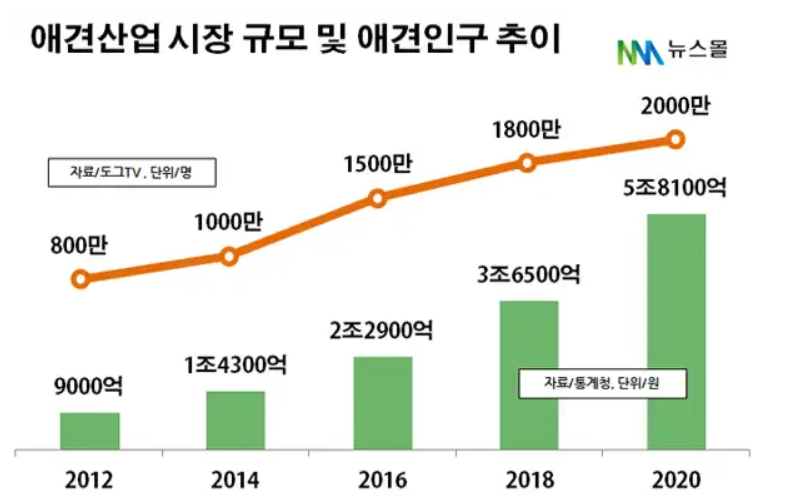 애견산업 시장 규모 및 애견인구 추이
뉴스몰
2000만
1800만
1500만
자료/도그TV , 단위/명
1000만
800만
5조8100억
3조6500억
2조2900억
1조4300억
9000억
자료/통계청, 단위/원
2012 2014 2016 2018 2020